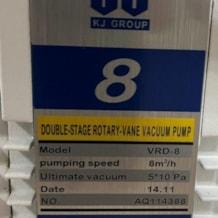 KJ GROUP
8
DOUBLE-STAGE ROTARY-VANE VACUUM PUMP
Model VRD-8
pumping speed 8m³/h
Ultimate vacuum 5*10 Pa
Date 14.11
NO. AQ114388